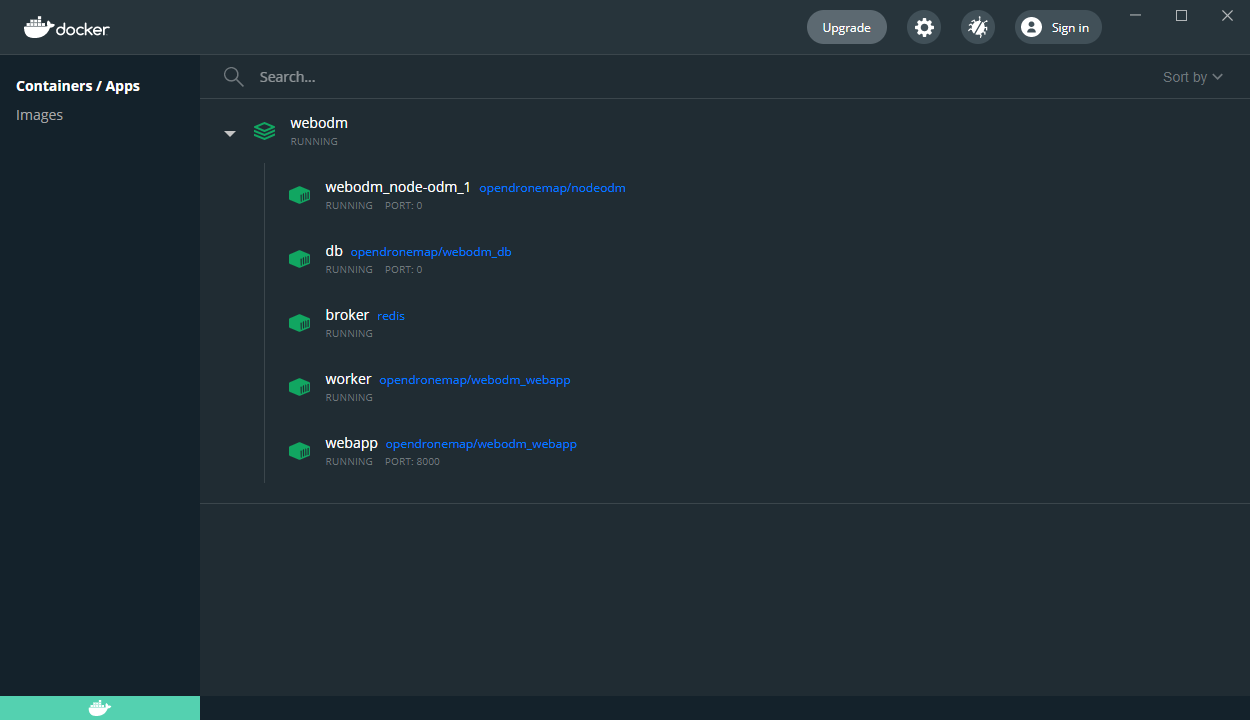 docker
Upgrade
Sign in
Containers / Apps
Images
Search...
Sort by
webodm
RUNNING
webodm_node-odm_1 opendronemap/nodeodm
RUNNING PORT: 0
db opendronemap/webodm_db
RUNNING PORT: 0
broker redis
RUNNING
worker opendronemap/webodm_webapp
RUNNING
webapp opendronemap/webodm_webapp
RUNNING PORT: 8000